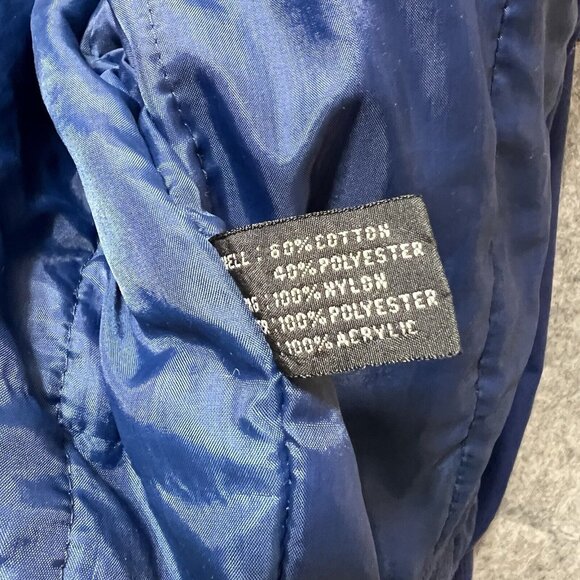 ELL : 60% COTTON
40% POLYESTER
G : 100% NYLON
: 100% POLYESTER
100% ACRYLIC